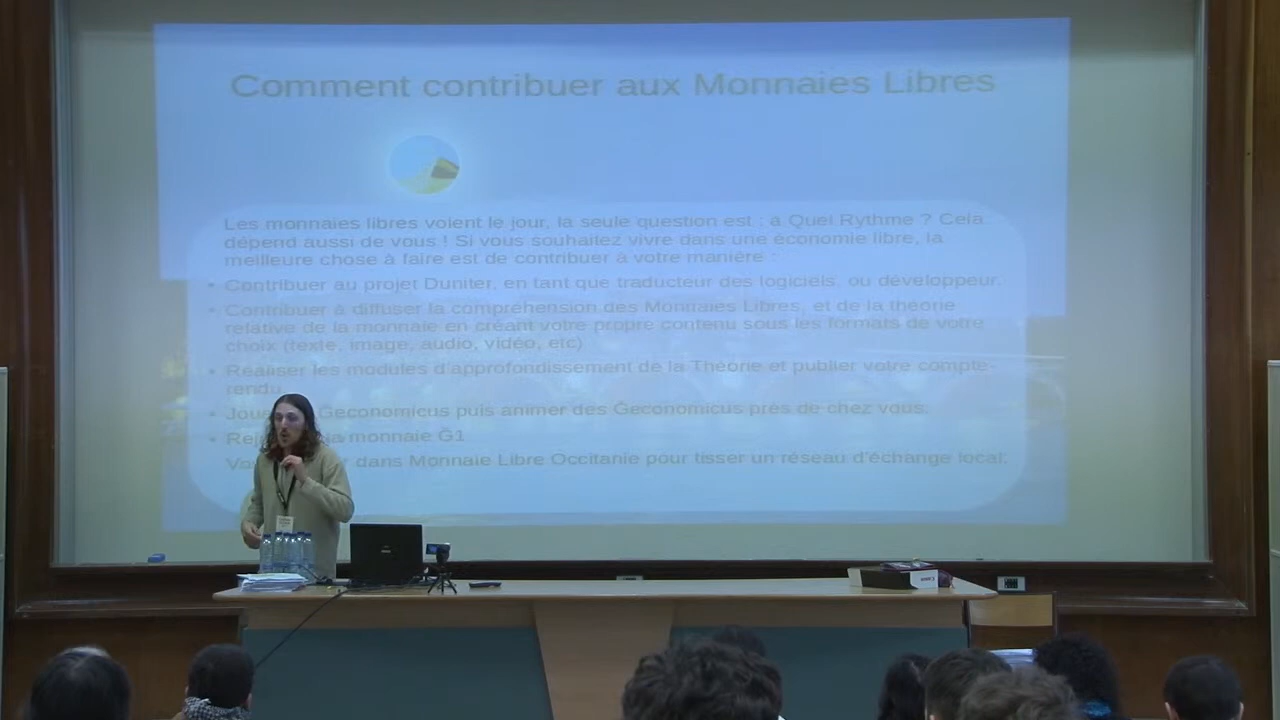 Comment contribuer aux Monnaies Libres
Les monnaies libres voient le jour, la seule question est : à Quel Rythme ? Cela
dépend aussi de vous ! Si vous souhaitez vivre dans une économie libre, la
meilleure chose à faire est de contribuer à votre manière :
• Contribuer au projet Duniter, en tant que traducteur des logiciels, ou développeur.
• Contribuer à diffuser la compréhension des Monnaies Libres, et de la théorie
relative de la monnaie en créant votre propre contenu sous les formats de votre
choix (texte, image, audio, vidéo, etc)
• Réaliser les modules d'approfondissement de la Théorie et publier votre compte-
rendu
• Geconomicus puis animer des Geconomicus près de chez vous.
• monnaie G1
dans Monnaie Libre Occitanie pour tisser un réseau d'échange local.